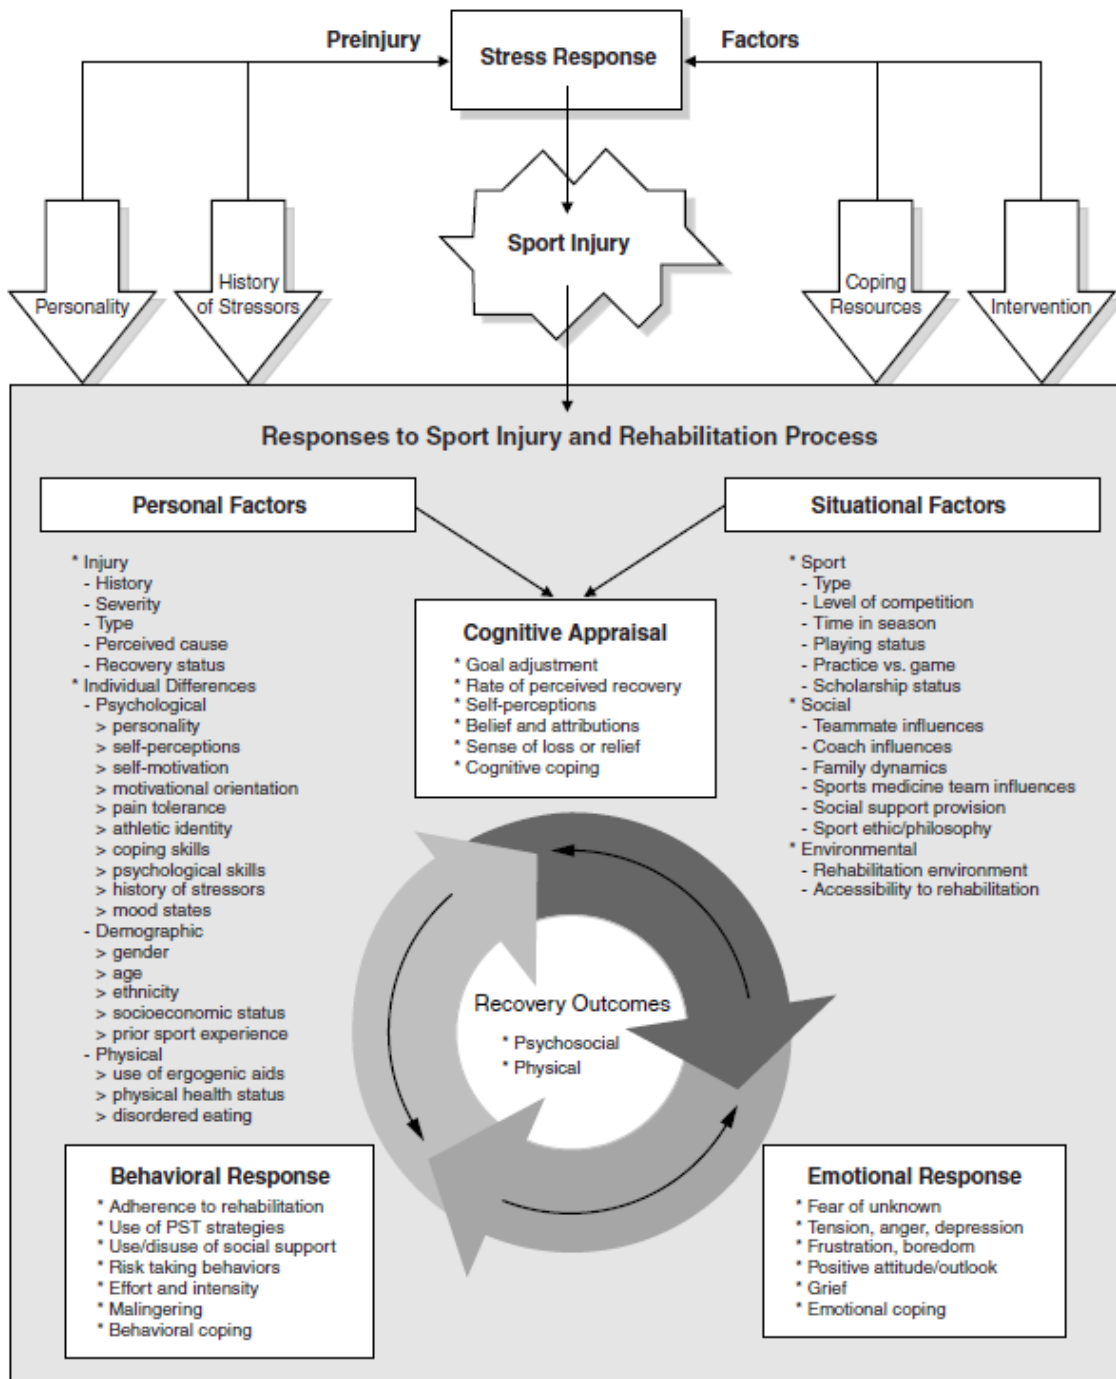 Preinjury
Stress Response
Factors
Sport Injury
Personality
History
of Stressors
Coping
Resources
Intervention
Responses to Sport Injury and Rehabilitation Process
Personal Factors
* Injury
- History
- Severity
- Type
- Perceived cause
- Recovery status
* Individual Differences
- Psychological
> personality
> self-perceptions
> self-motivation
> motivational orientation
> pain tolerance
> athletic identity
> coping skills
> psychological skills
> history of stressors
> mood states
- Demographic
> gender
> age
> ethnicity
> socioeconomic status
> prior sport experience
- Physical
> use of ergogenic aids
> physical health status
> disordered eating
Cognitive Appraisal
* Goal adjustment
* Rate of perceived recovery
* Self-perceptions
* Belief and attributions
* Sense of loss or relief
* Cognitive coping
Situational Factors
* Sport
- Type
- Level of competition
- Time in season
- Playing status
- Practice vs. game
- Scholarship status
* Social
- Teammate influences
- Coach influences
- Family dynamics
- Sports medicine team influences
- Social support provision
- Sport ethic/philosophy
* Environmental
- Rehabilitation environment
- Accessibility to rehabilitation
Recovery Outcomes
* Psychosocial
* Physical
Behavioral Response
* Adherence to rehabilitation
* Use of PST strategies
* Use/disuse of social support
* Risk taking behaviors
* Effort and intensity
* Malingering
* Behavioral coping
Emotional Response
* Fear of unknown
* Tension, anger, depression
* Frustration, boredom
* Positive attitude/outlook
* Grief
* Emotional coping